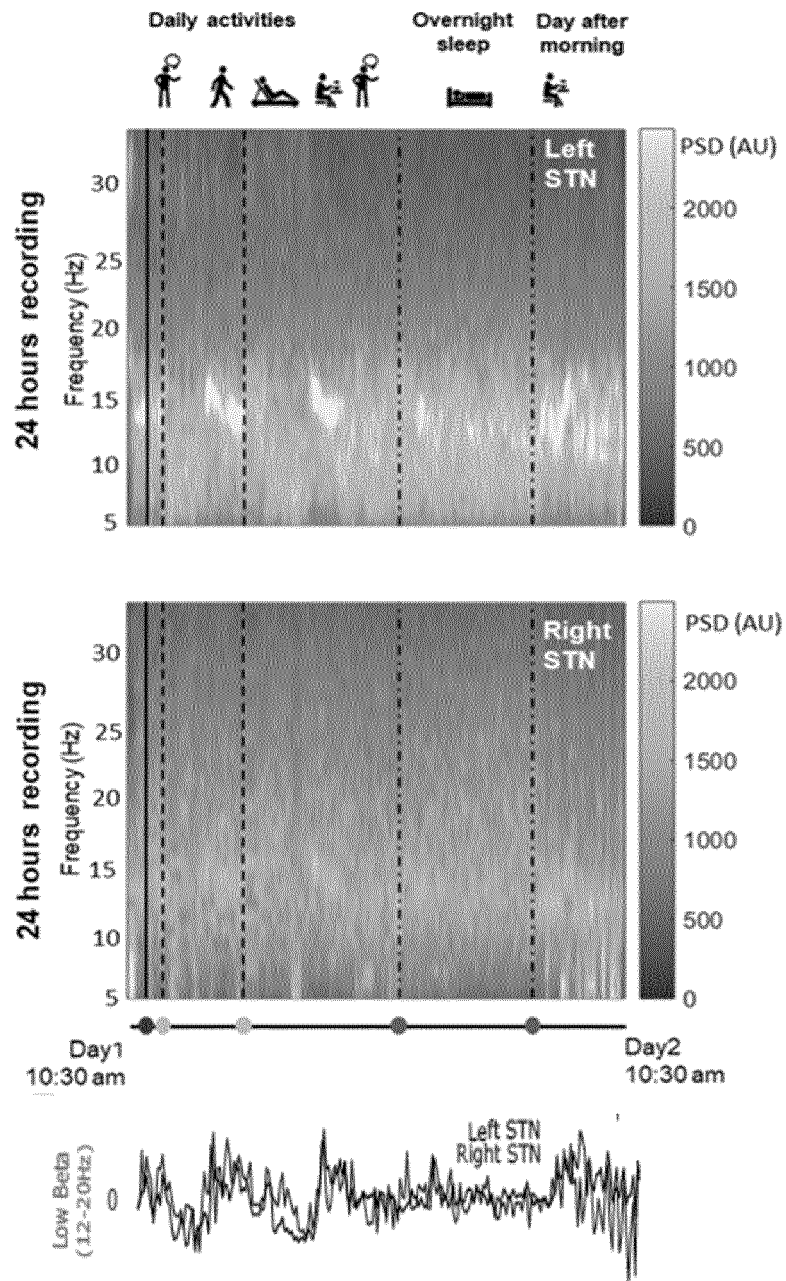 Daily activities
Overnight
sleep
Day after
morning
24 hours recording
Frequency (Hz)
30
25
20
15
10
5
Left
STN
PSD (AU)
2000
1500
1000
500
0
24 hours recording
Frequency (Hz)
30
25
20
15
10
5
Right
STN
PSD (AU)
2000
1500
1000
500
0
Day1
10:30 am
Day2
10:30 am
Low Beta
(12-20Hz)
0
Left STN
Right STN